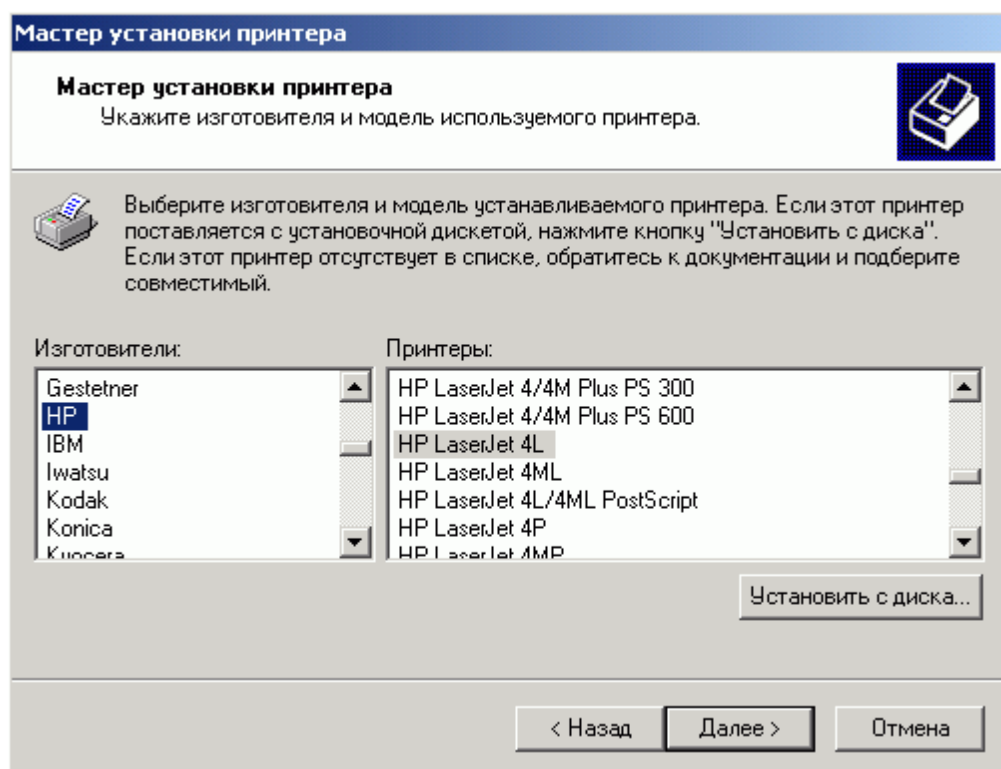 Мастер установки принтера
Мастер установки принтера
Укажите изготовителя и модель используемого принтера.
Выберите изготовителя и модель устанавливаемого принтера. Если этот принтер
поставляется с установочной дискетой, нажмите кнопку "Установить с диска".
Если этот принтер отсутствует в списке, обратитесь к документации и подберите
совместимый.
Изготовители:
Gestetner
HP
IBM
Iwatsu
Kodak
Konica
Kyocera
Принтеры:
HP LaserJet 4/4M Plus PS 300
HP LaserJet 4/4M Plus PS 600
HP LaserJet 4L
HP LaserJet 4ML
HP LaserJet 4L/4ML PostScript
HP LaserJet 4P
HP LaserJet 4MP
Установить с диска...
< Назад
Далее >
Отмена